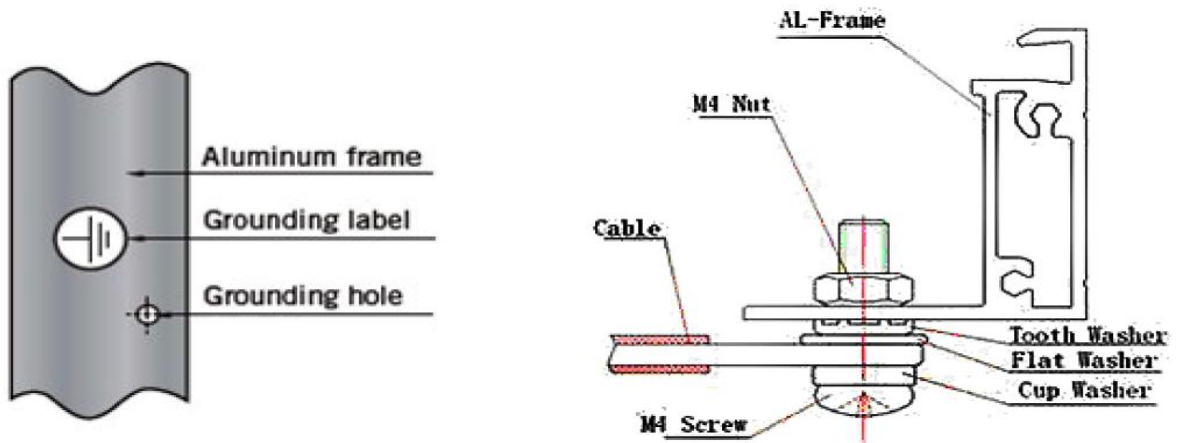 Aluminum frame
Grounding label
Grounding hole
AL-Frame
M4 Nut
Cable
Tooth Washer
Flat Washer
Cup Washer
M4 Screw